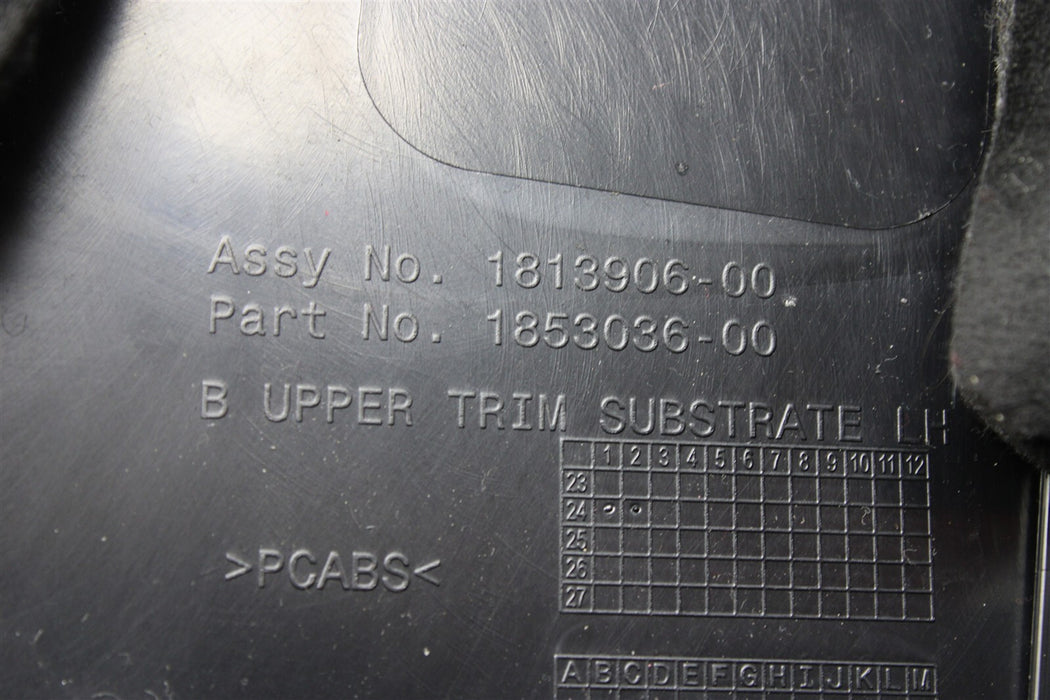 Assy No. 1813906-00
Part No. 1853036-00
B UPPER TRIM SUBSTRATE LH
1 2 3 4 5 6 7 8 9 10 11 12
23
24
25
26
27
>PCABS<
A B C D E F G H I J K L M